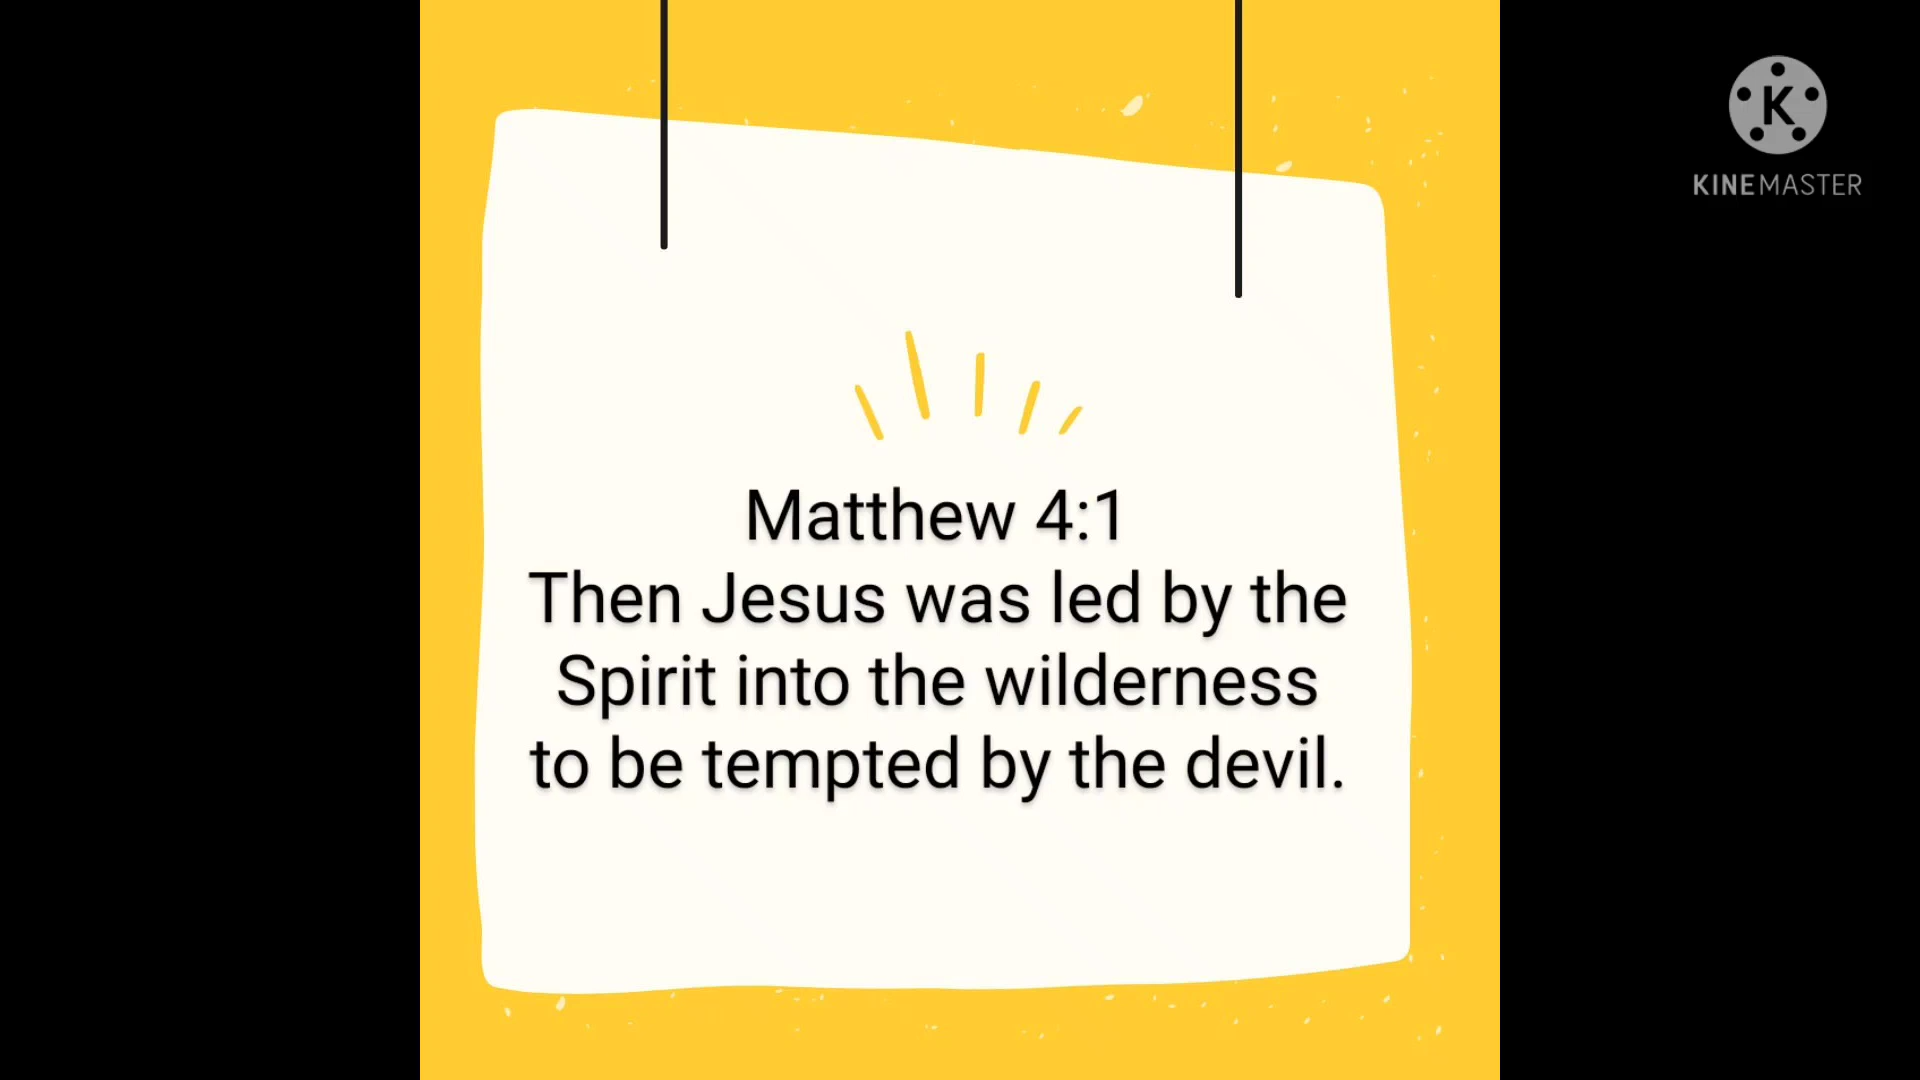 K
KINEMASTER
Matthew 4:1
Then Jesus was led by the
Spirit into the wilderness
to be tempted by the devil.